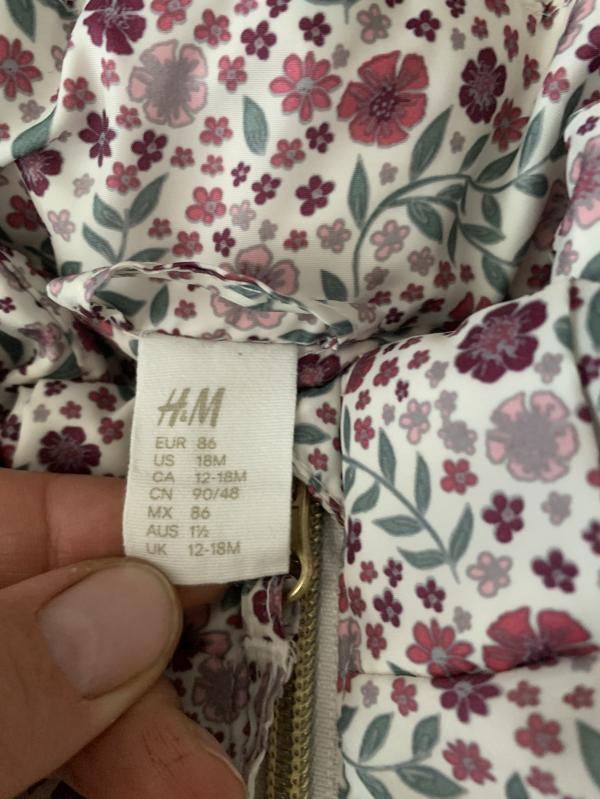 H&M
EUR 86
US 18M
CA 12-18M
CN 90/48
MX 86
AUS 1½
UK 12-18M